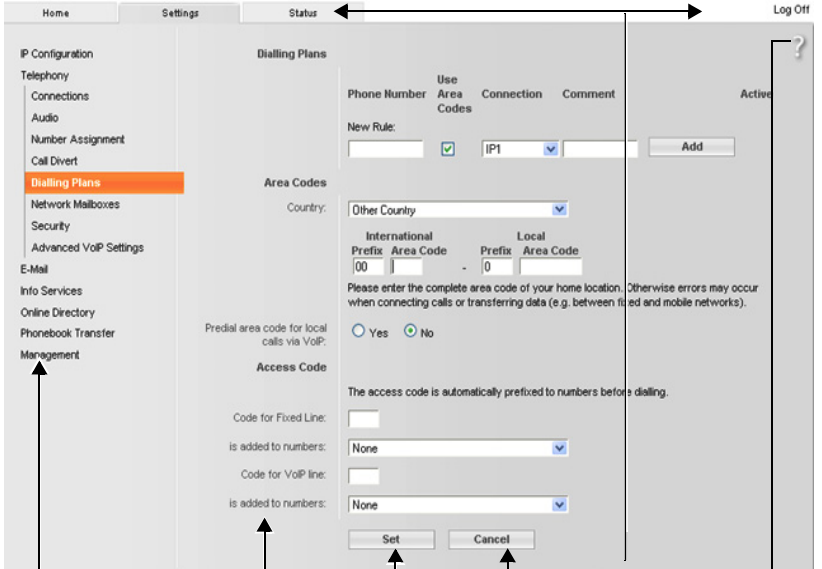 Home Settings Status Log Off
?
IP Configuration
Telephony
Connections
Audio
Number Assignment
Call Divert
Dialling Plans
Network Mailboxes
Security
Advanced VoIP Settings
E-Mail
Info Services
Online Directory
Phonebook Transfer
Management
Dialling Plans
Phone Number Use Area Codes Connection Comment Active
New Rule:
IP1 Add
Area Codes
Country: Other Country
International Local
Prefix Area Code Prefix Area Code
00 - 0
Please enter the complete area code of your home location. Otherwise errors may occur
when connecting calls or transferring data (e.g. between fixed and mobile networks).
Predial area code for local
calls via VoIP: Yes No
Access Code
The access code is automatically prefixed to numbers before dialling.
Code for Fixed Line:
is added to numbers: None
Code for VoIP line:
is added to numbers: None
Set Cancel